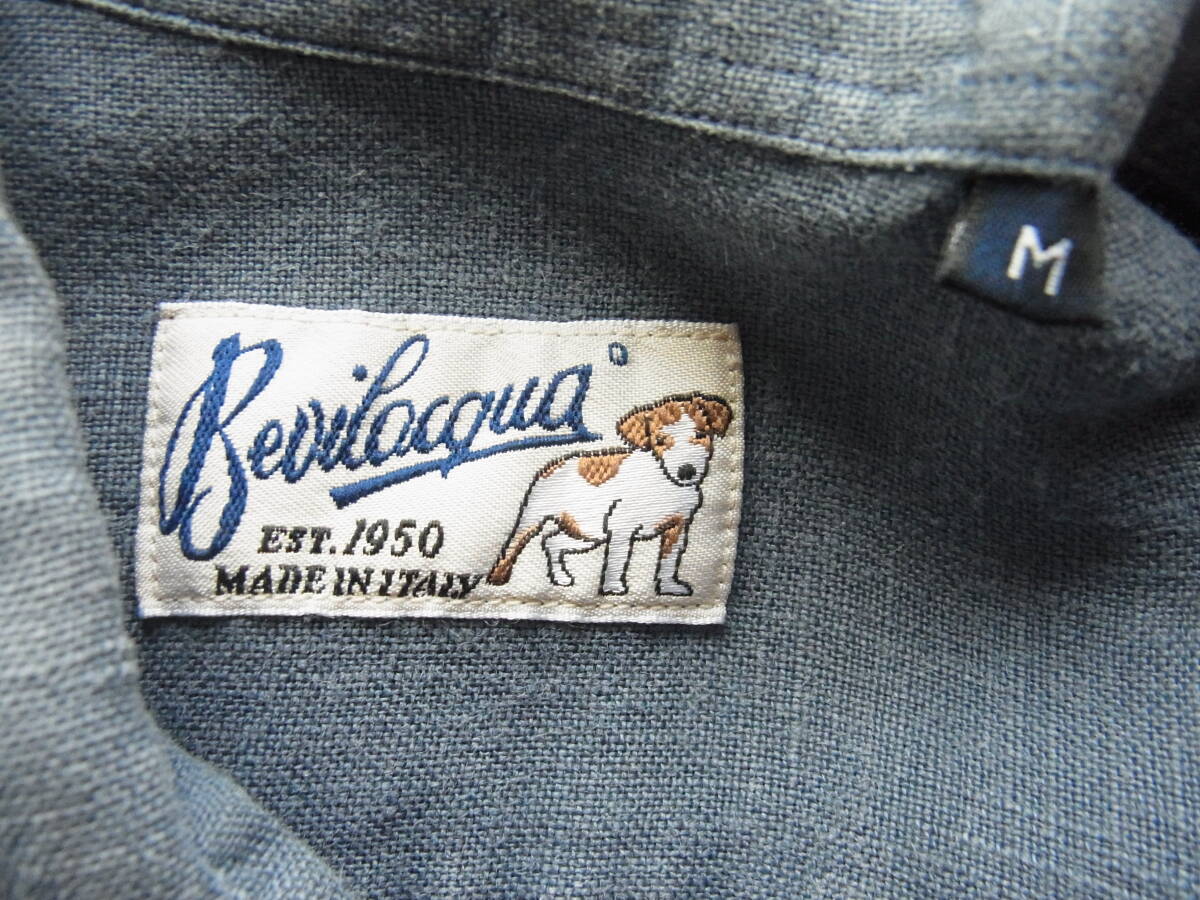 Bevilacqua
EST. 1950
MADE IN ITALY
M